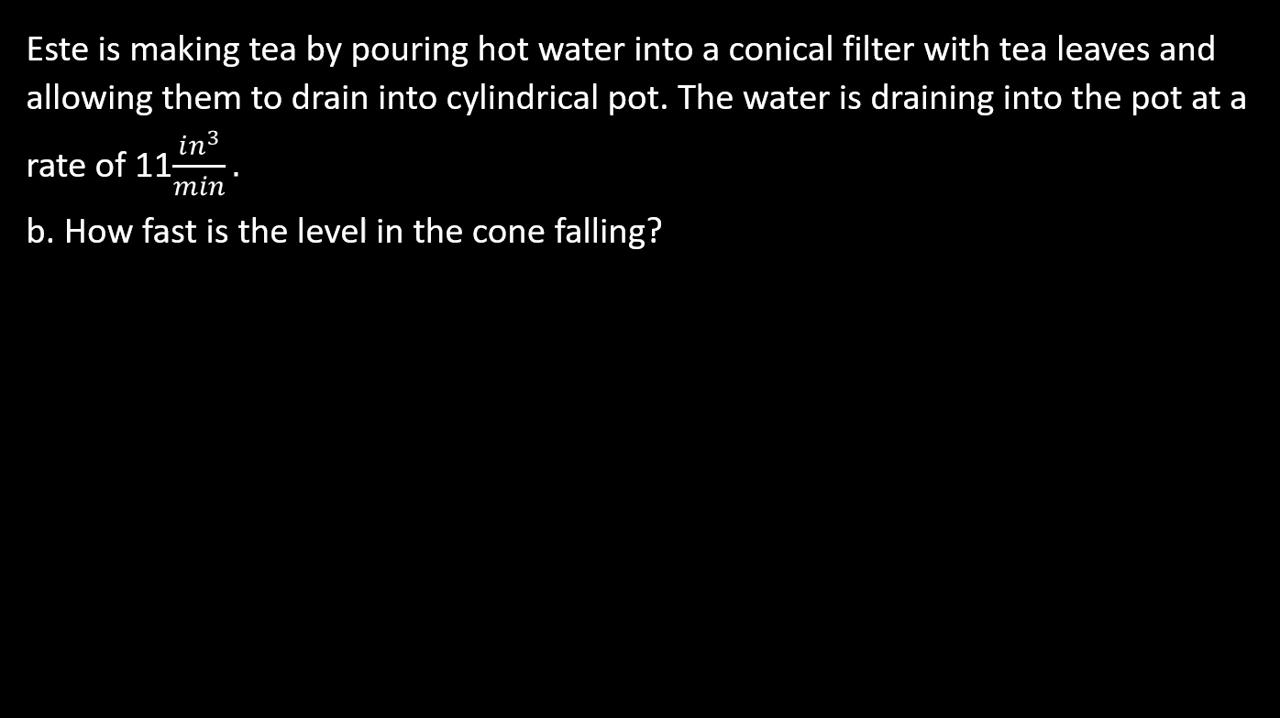 Este is making tea by pouring hot water into a conical filter with tea leaves and
allowing them to drain into cylindrical pot. The water is draining into the pot at a
rate of 11 in³/min .
b. How fast is the level in the cone falling?